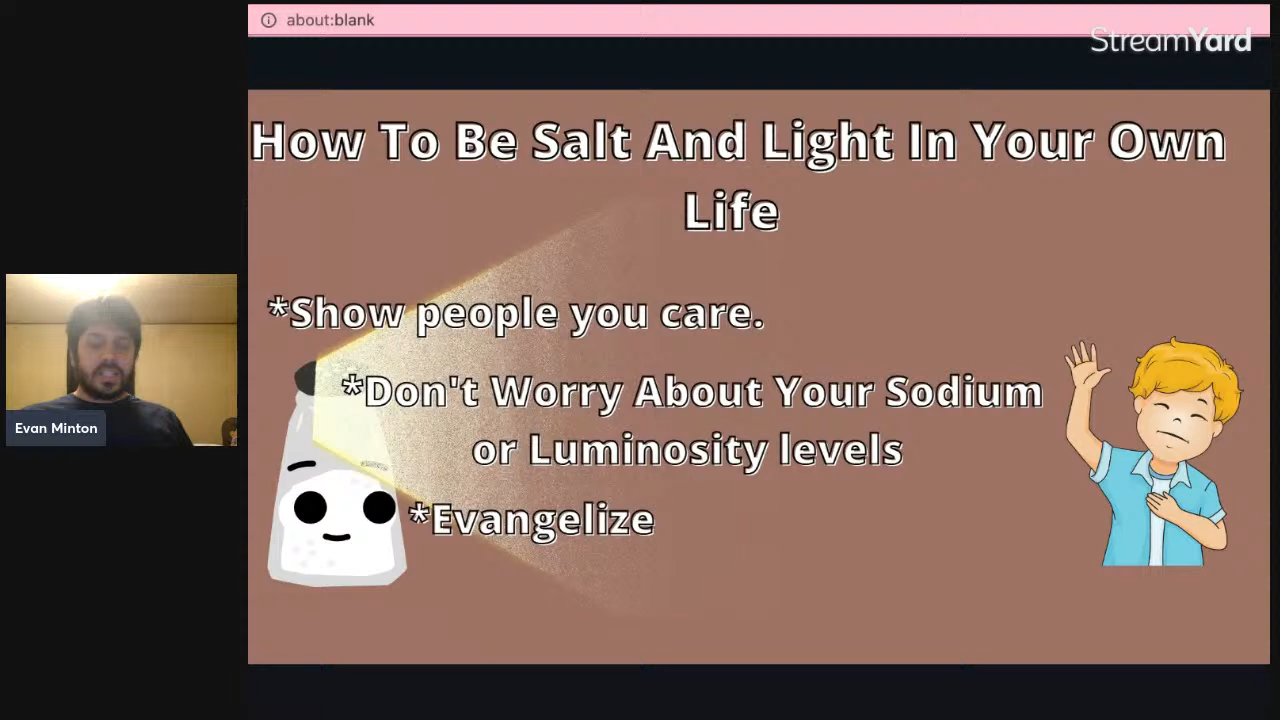 about:blank
StreamYard
How To Be Salt And Light In Your Own
Life
*Show people you care.
*Don't Worry About Your Sodium
or Luminosity levels
*Evangelize
Evan Minton